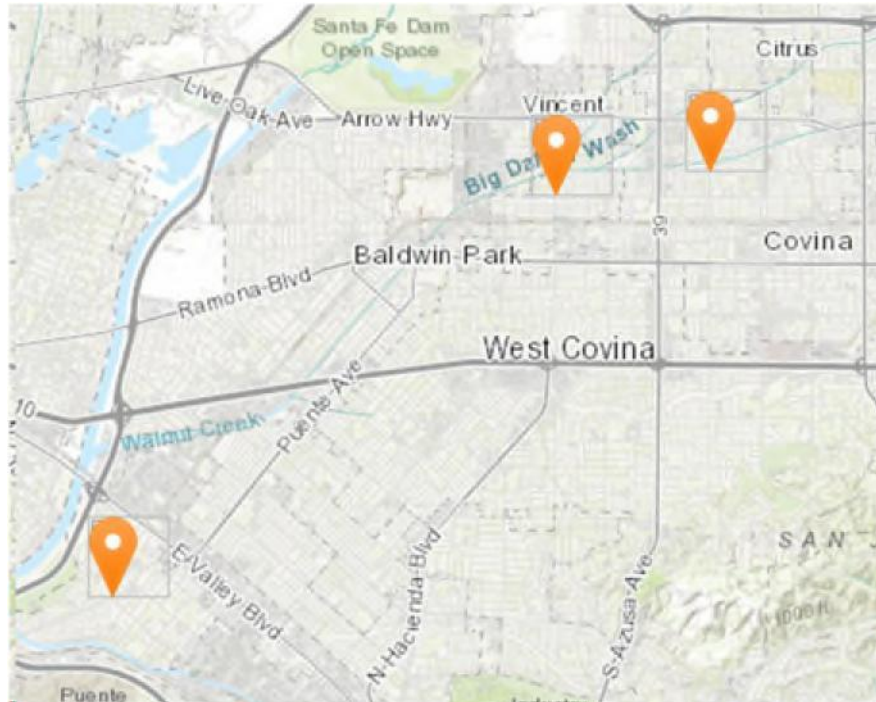 Santa Fe Dam
Open Space
Citrus
Live-Oak-Ave
Arrow-Hwy
Vincent
Big Da Wash
39
Covina
Baldwin-Park
Ramona-Blvd
West Covina
10
Puente-Ave
Walnut-Creek
E-Valley-Blvd
N-Hacienda-Blvd
S-Azusa-Ave
SAN
Puente